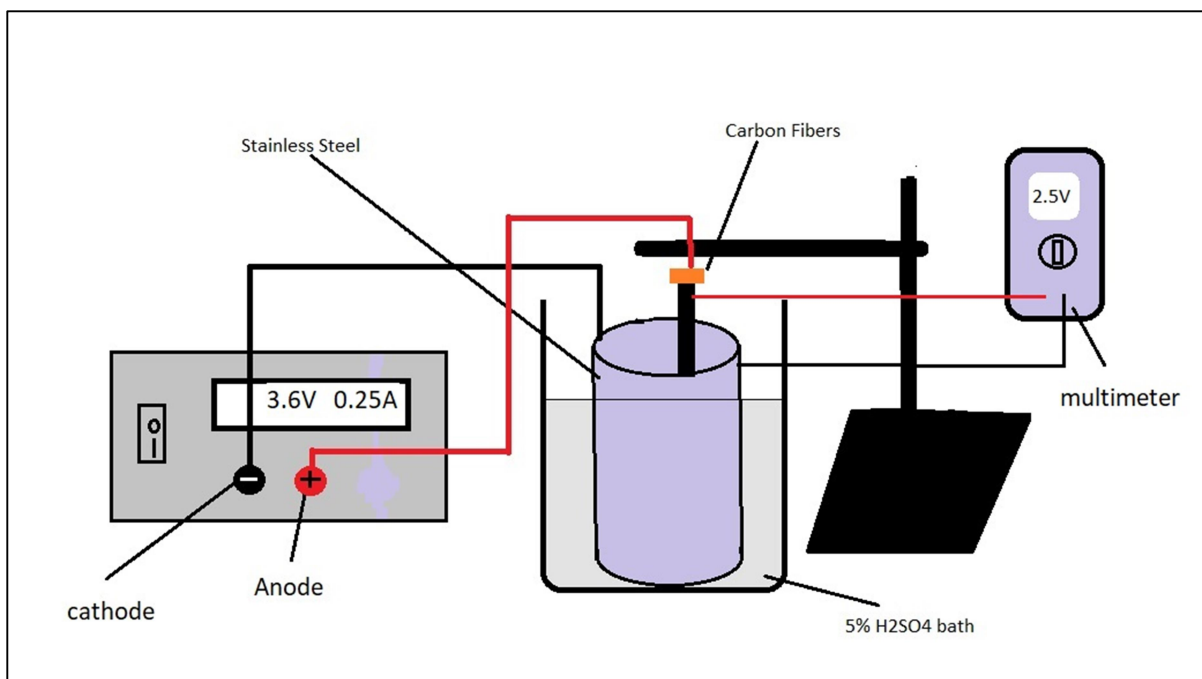 Carbon Fibers
Stainless Steel
2.5V
3.6V 0.25A
multimeter
− +
Anode
cathode
5% H2SO4 bath